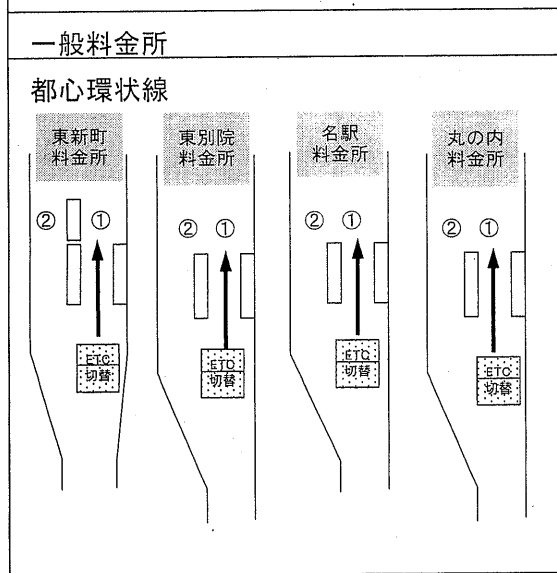 一般料金所
都心環状線
東新町
料金所
② ①
ETC
切替
東別院
料金所
② ①
ETC
切替
名駅
料金所
② ①
ETC
切替
丸の内
料金所
② ①
ETC
切替